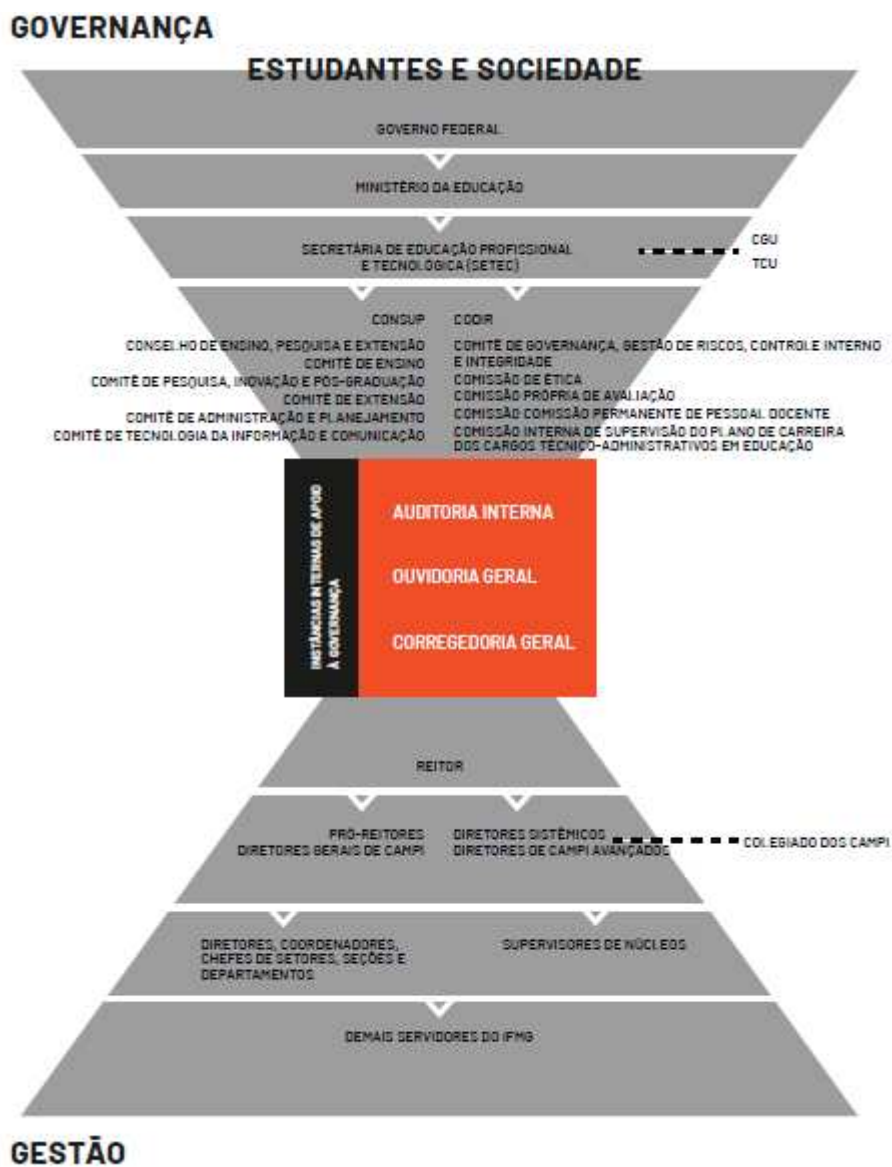 GOVERNANÇA
ESTUDANTES E SOCIEDADE
GOVERNO FEDERAL
MINISTÉRIO DA EDUCAÇÃO
SECRETÁRIA DE EDUCAÇÃO PROFISSIONAL
E TECNOLÓGICA (SETEC)
CGU
TCU
CONSUP
CONSELHO DE ENSINO, PESQUISA E EXTENSÃO
COMITÊ DE ENSINO
COMITÊ DE PESQUISA, INOVAÇÃO E PÓS-GRADUAÇÃO
COMITÊ DE EXTENSÃO
COMITÊ DE ADMINISTRAÇÃO E PLANEJAMENTO
COMITÊ DE TECNOLOGIA DA INFORMAÇÃO E COMUNICAÇÃO
CODIR
COMITÊ DE GOVERNANÇA, GESTÃO DE RISCOS, CONTROLE INTERNO
E INTEGRIDADE
COMISSÃO DE ÉTICA
COMISSÃO PRÓPRIA DE AVALIAÇÃO
COMISSÃO COMISSÃO PERMANENTE DE PESSOAL DOCENTE
COMISSÃO INTERNA DE SUPERVISÃO DO PLANO DE CARREIRA
DOS CARGOS TÉCNICO-ADMINISTRATIVOS EM EDUCAÇÃO
INSTÂNCIAS INTERNAS DE APOIO
À GOVERNANÇA
AUDITORIA INTERNA
OUVIDORIA GERAL
CORREGEDORIA GERAL
REITOR
PRÓ-REITORES
DIRETORES GERAIS DE CAMPI
DIRETORES SISTÊMICOS
DIRETORES DE CAMPI AVANÇADOS
COLEGIADO DOS CAMPI
DIRETORES, COORDENADORES,
CHEFES DE SETORES, SEÇÕES E
DEPARTAMENTOS
SUPERVISORES DE NÚCLEOS
DEMAIS SERVIDORES DO IFMG
GESTÃO